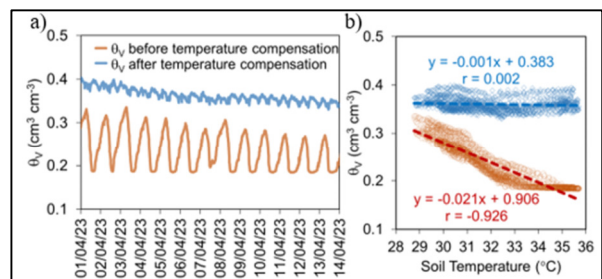 a)
θV before temperature compensation
θV after temperature compensation
θV (cm3 cm-3)
0.5
0.4
0.3
0.2
0.1
01/04/23
02/04/23
03/04/23
04/04/23
05/04/23
06/04/23
07/04/23
08/04/23
09/04/23
10/04/23
11/04/23
12/04/23
13/04/23
14/04/23
b)
y = -0.001x + 0.383
r = 0.002
y = -0.021x + 0.906
r = -0.926
θV (cm3 cm-3)
0.5
0.4
0.3
0.2
0.1
28 29 30 31 32 33 34 35 36
Soil Temperature (°C)